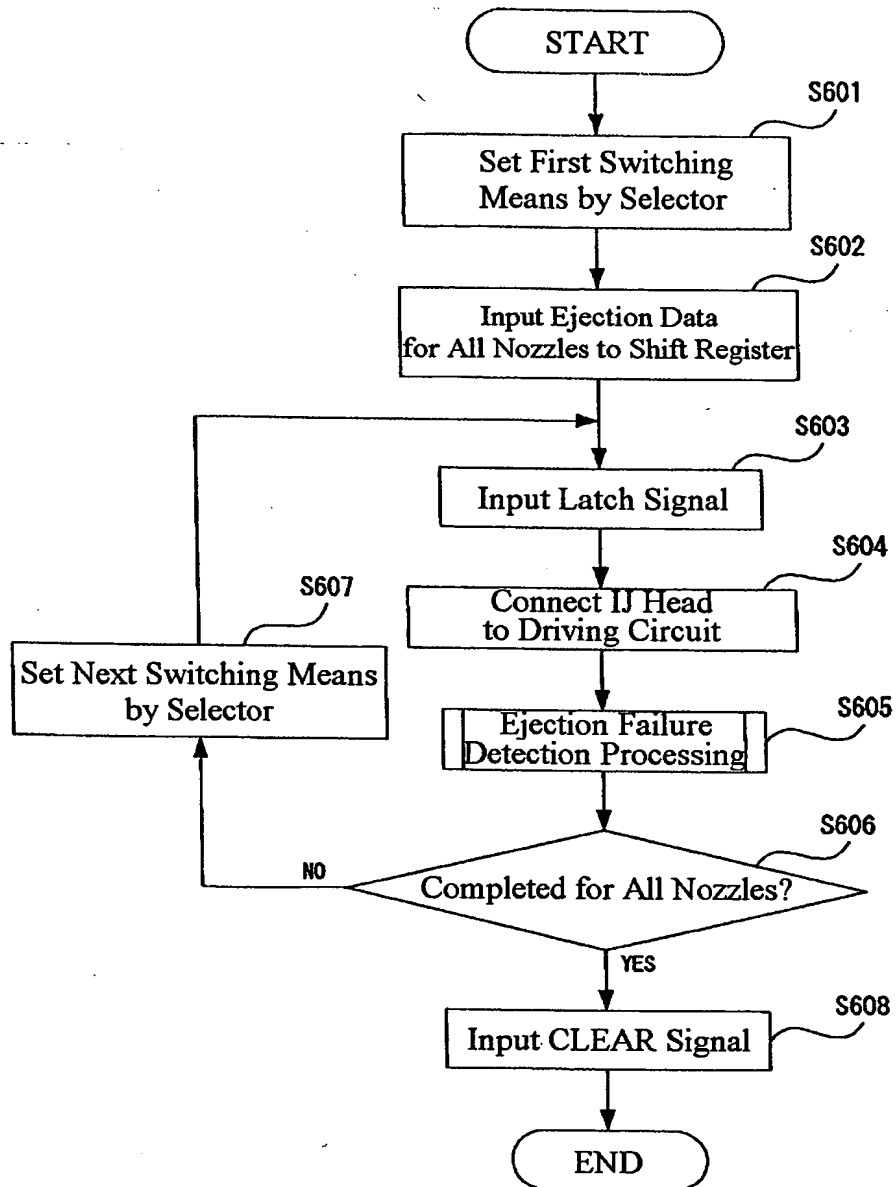 START
S601
Set First Switching
Means by Selector
S602
Input Ejection Data
for All Nozzles to Shift Register
S603
Input Latch Signal
S604
Connect IJ Head
to Driving Circuit
S607
Set Next Switching Means
by Selector
S605
Ejection Failure
Detection Processing
S606
NO
Completed for All Nozzles?
YES
S608
Input CLEAR Signal
END